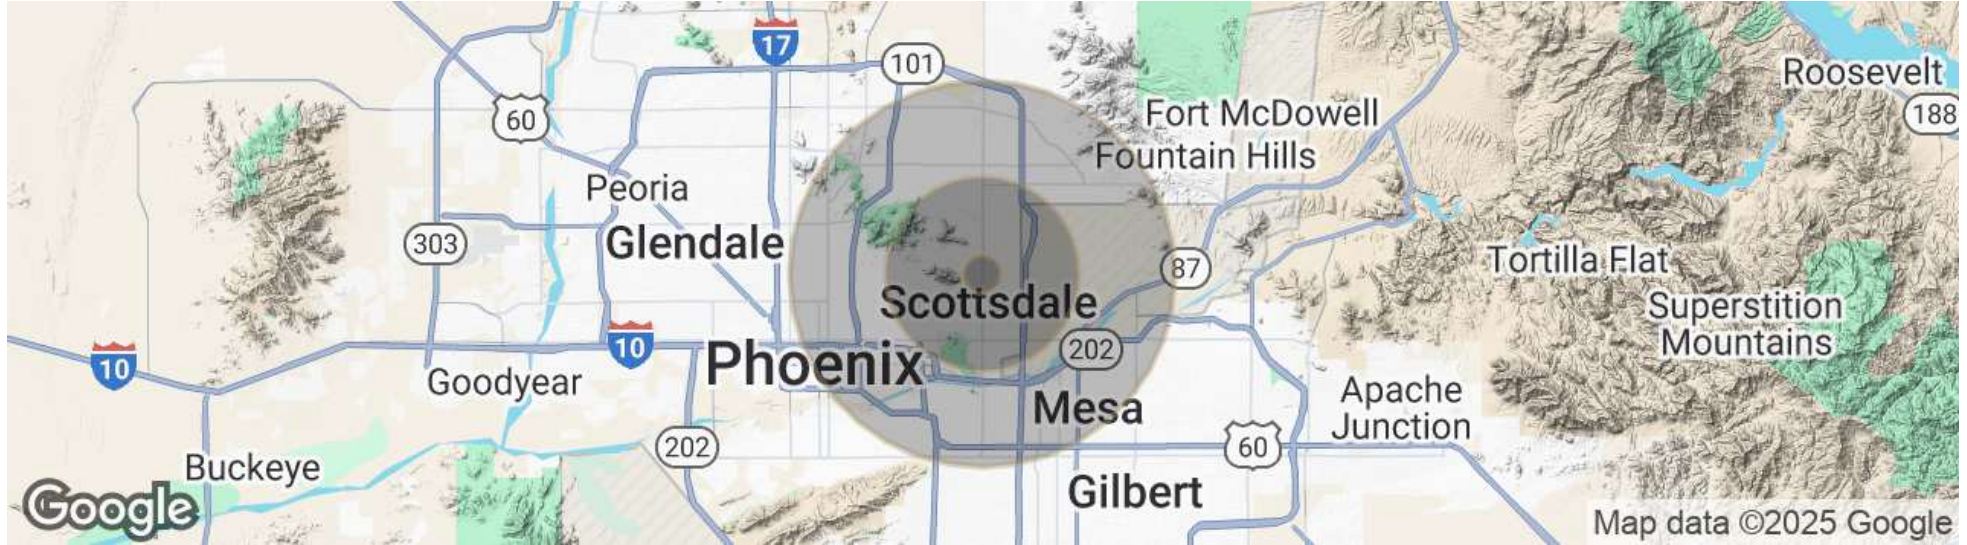 17
101
Roosevelt
188
60
Fort McDowell
Fountain Hills
Peoria
303
Glendale
87
Tortilla Flat
Scottsdale
Superstition
Mountains
10
10
202
Phoenix
Goodyear
Apache
Junction
Mesa
202
60
Buckeye
Gilbert
Google
Map data ©2025 Google